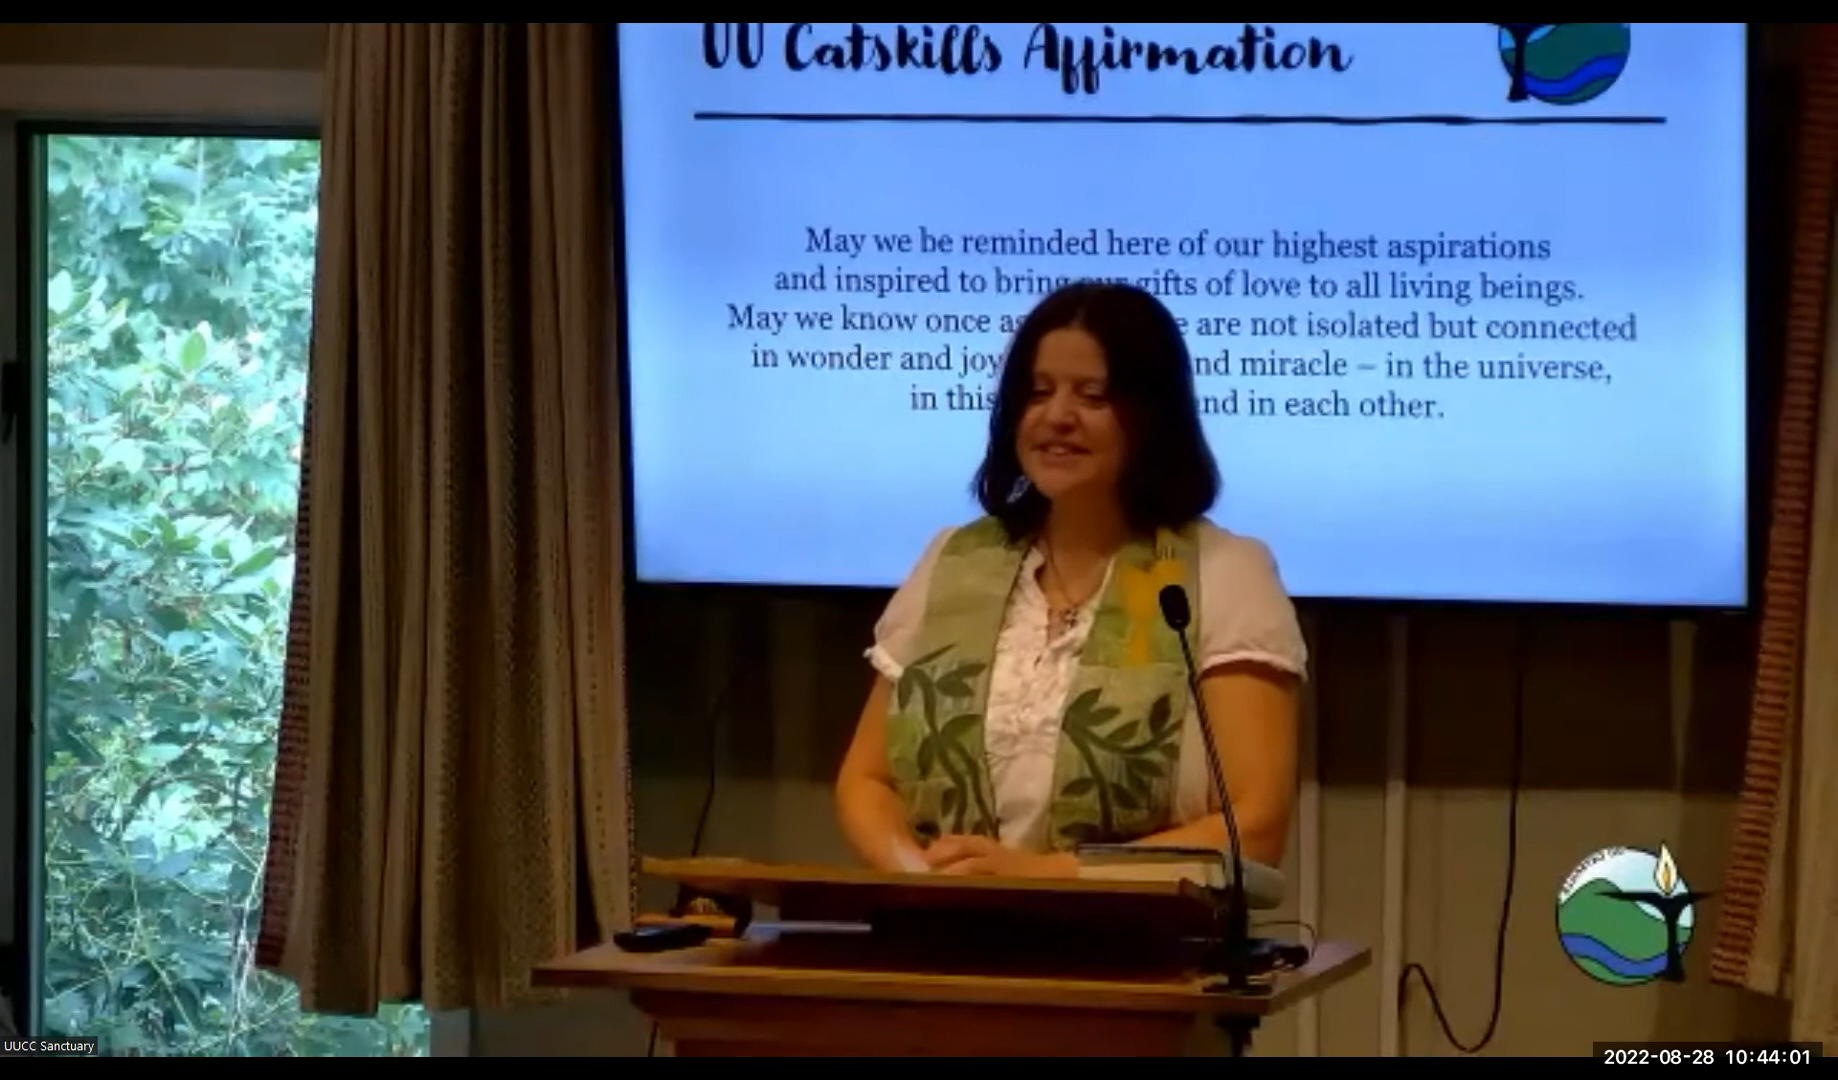 UU Catskills Affirmation
May we be reminded here of our highest aspirations
and inspired to bring our gifts of love to all living beings.
May we know once are not isolated but connected
in wonder and joy and miracle – in the universe,
in this and in each other.
UUCC Sanctuary
2022-08-28 10:44:01